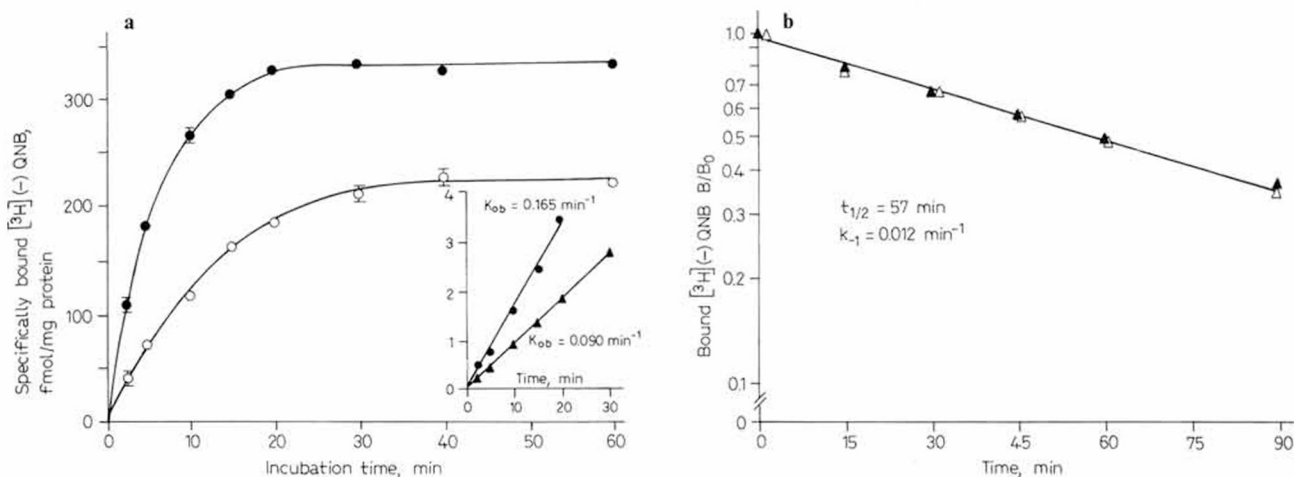 a
Specifically bound [³H](−) QNB,
fmol/mg protein
300
200
100
0
0 10 20 30 40 50 60
Incubation time, min
4
3
2
1
0
K_ob = 0.165 min⁻¹
K_ob = 0.090 min⁻¹
Time, min
0 10 20 30
b
Bound [³H](−) QNB B/B₀
1.0
0.7
0.6
0.5
0.4
0.3
0.2
0.1
0
t₁/₂ = 57 min
k₋₁ = 0.012 min⁻¹
0 15 30 45 60 75 90
Time, min